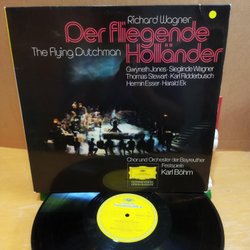 Richard Wagner
Der fliegende
Holländer
The Flying Dutchman
Gwyneth Jones · Sieglinde Wagner
Thomas Stewart · Karl Ridderbusch
Hermin Esser · Harald Ek
Chor und Orchester der Bayreuther
Festspiele
Karl Böhm